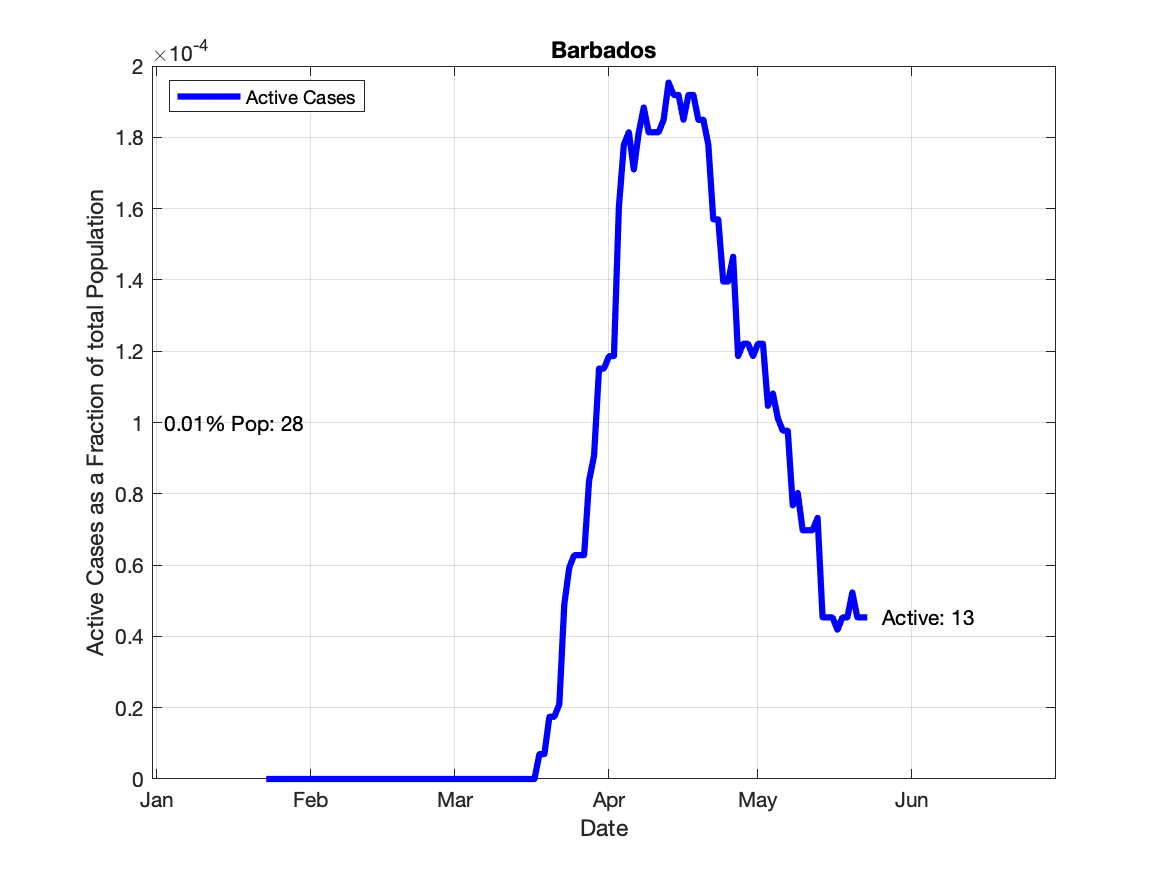 Barbados
×10-4
Active Cases
2
1.8
1.6
1.4
1.2
1
0.8
0.6
0.4
0.2
0
Active Cases as a Fraction of total Population
0.01% Pop: 28
Active: 13
Jan Feb Mar Apr May Jun
Date